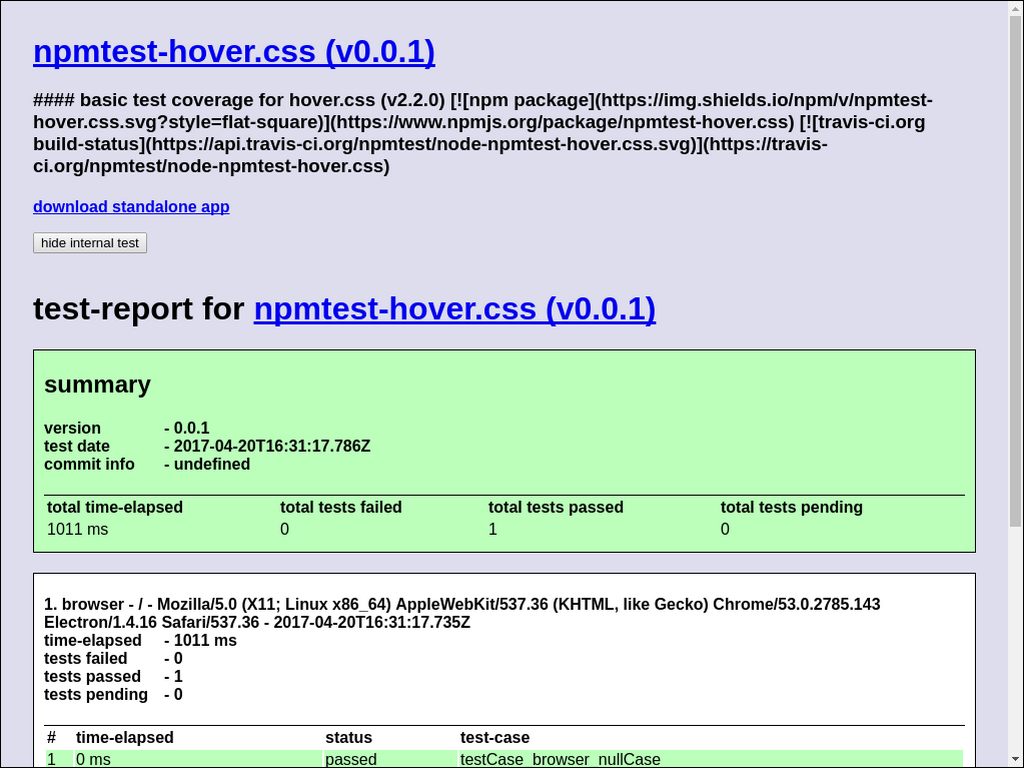 npmtest-hover.css (v0.0.1)
#### basic test coverage for hover.css (v2.2.0) [![npm package](https://img.shields.io/npm/v/npmtest-
hover.css.svg?style=flat-square)](https://www.npmjs.org/package/npmtest-hover.css) [![travis-ci.org
build-status](https://api.travis-ci.org/npmtest/node-npmtest-hover.css.svg)](https://travis-
ci.org/npmtest/node-npmtest-hover.css)
download standalone app
hide internal test
test-report for npmtest-hover.css (v0.0.1)
summary
version - 0.0.1
test date - 2017-04-20T16:31:17.786Z
commit info - undefined
total time-elapsed total tests failed total tests passed total tests pending
1011 ms 0 1 0
1. browser - / - Mozilla/5.0 (X11; Linux x86_64) AppleWebKit/537.36 (KHTML, like Gecko) Chrome/53.0.2785.143
Electron/1.4.16 Safari/537.36 - 2017-04-20T16:31:17.735Z
time-elapsed - 1011 ms
tests failed - 0
tests passed - 1
tests pending - 0
# time-elapsed status test-case
1 0 ms passed testCase_browser_nullCase